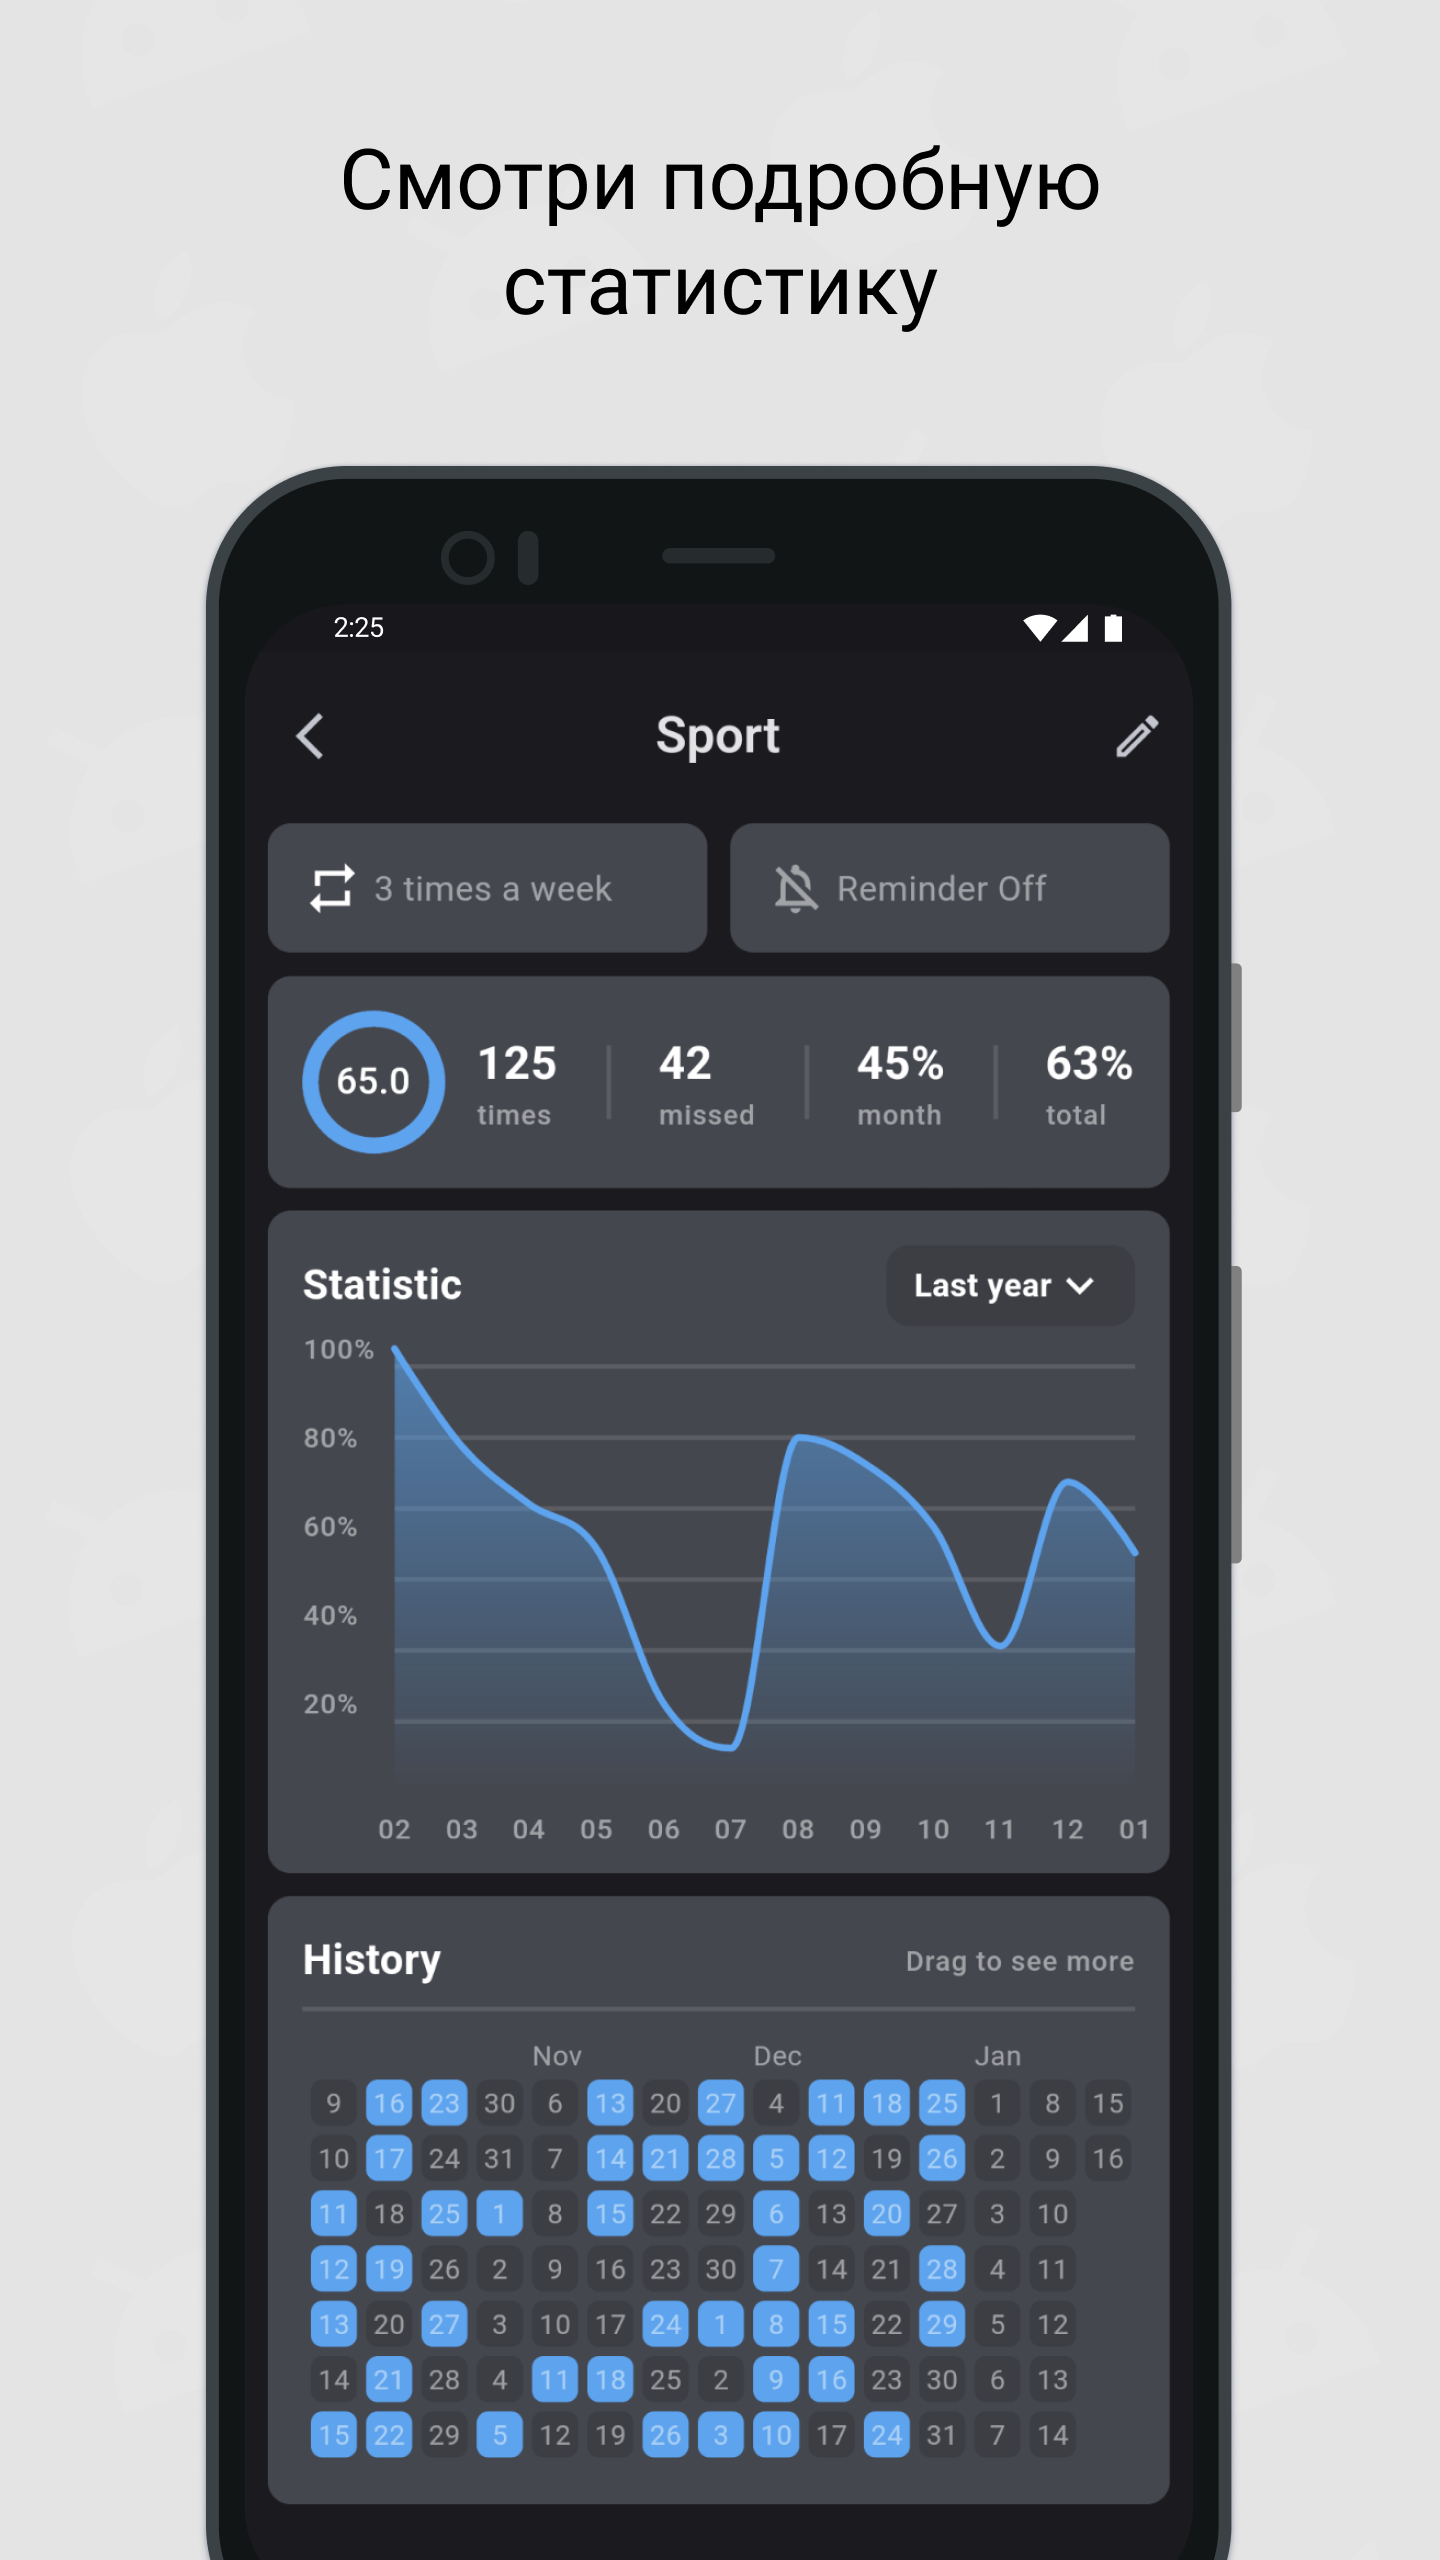 Смотри подробную
статистику
2:25
Sport
3 times a week
Reminder Off
65.0
125
times
42
missed
45%
month
63%
total
Statistic
Last year
100%
80%
60%
40%
20%
02 03 04 05 06 07 08 09 10 11 12 01
History
Drag to see more
Nov Dec Jan
9 16 23 30 6 13 20 27 4 11 18 25 1 8 15
10 17 24 31 7 14 21 28 5 12 19 26 2 9 16
11 18 25 1 8 15 22 29 6 13 20 27 3 10
12 19 26 2 9 16 23 30 7 14 21 28 4 11
13 20 27 3 10 17 24 1 8 15 22 29 5 12
14 21 28 4 11 18 25 2 9 16 23 30 6 13
15 22 29 5 12 19 26 3 10 17 24 31 7 14